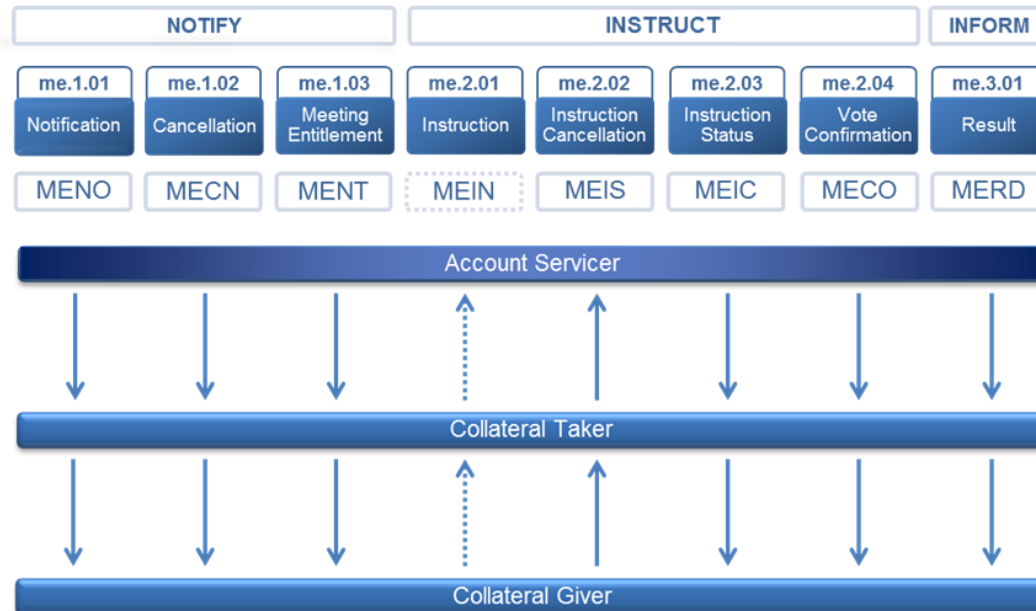 NOTIFY
INSTRUCT
INFORM
me.1.01
me.1.02
me.1.03
me.2.01
me.2.02
me.2.03
me.2.04
me.3.01
Notification
Cancellation
Meeting
Entitlement
Instruction
Instruction
Cancellation
Instruction
Status
Vote
Confirmation
Result
MENO
MECN
MENT
MEIN
MEIS
MEIC
MECO
MERD
Account Servicer
Collateral Taker
Collateral Giver